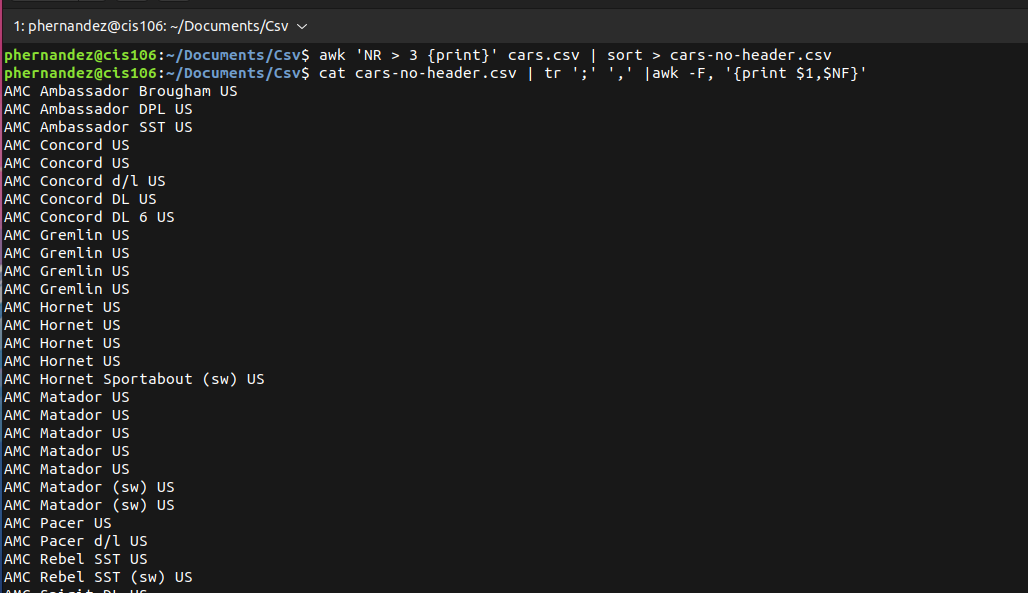 1: phernandez@cis106: ~/Documents/Csv
phernandez@cis106:~/Documents/Csv$ awk 'NR > 3 {print}' cars.csv | sort > cars-no-header.csv
phernandez@cis106:~/Documents/Csv$ cat cars-no-header.csv | tr ';' ',' |awk -F, '{print $1,$NF}'
AMC Ambassador Brougham US
AMC Ambassador DPL US
AMC Ambassador SST US
AMC Concord US
AMC Concord US
AMC Concord d/l US
AMC Concord DL US
AMC Concord DL 6 US
AMC Gremlin US
AMC Gremlin US
AMC Gremlin US
AMC Gremlin US
AMC Hornet US
AMC Hornet US
AMC Hornet US
AMC Hornet US
AMC Hornet Sportabout (sw) US
AMC Matador US
AMC Matador US
AMC Matador US
AMC Matador US
AMC Matador US
AMC Matador (sw) US
AMC Matador (sw) US
AMC Pacer US
AMC Pacer d/l US
AMC Rebel SST US
AMC Rebel SST (sw) US
AMC Spirit DL US